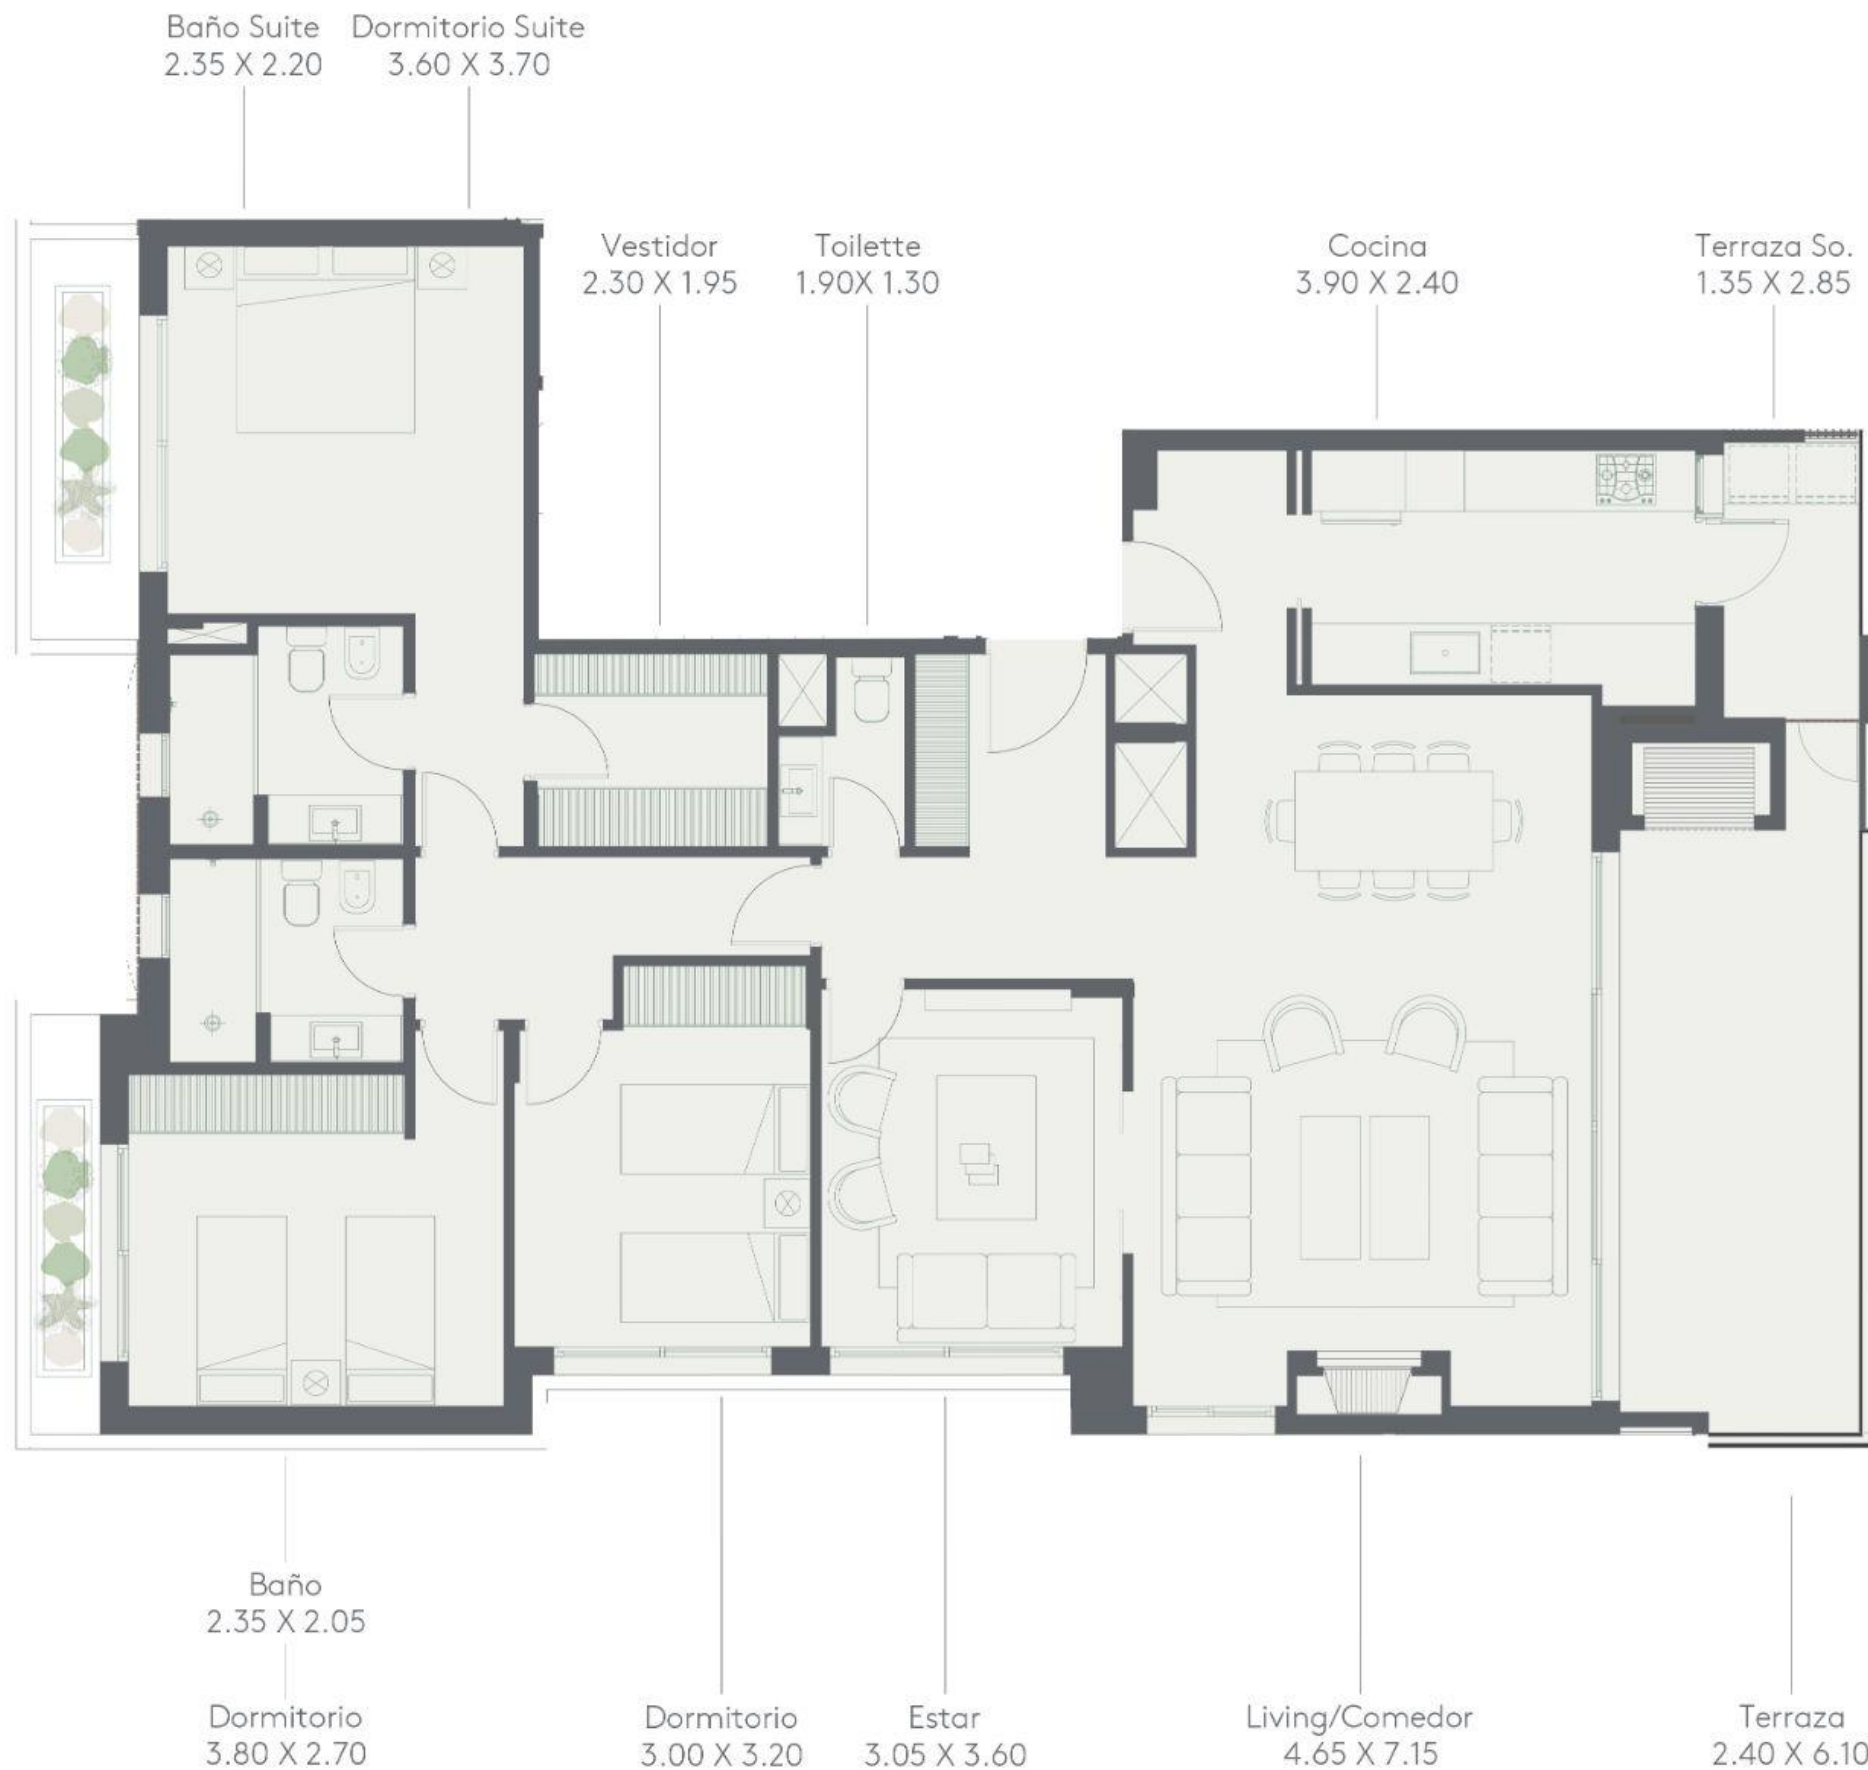 Baño Suite
2.35 X 2.20
Dormitorio Suite
3.60 X 3.70
Vestidor
2.30 X 1.95
Toilette
1.90X 1.30
Cocina
3.90 X 2.40
Terraza So.
1.35 X 2.85
Baño
2.35 X 2.05
Dormitorio
3.80 X 2.70
Dormitorio
3.00 X 3.20
Estar
3.05 X 3.60
Living/Comedor
4.65 X 7.15
Terraza
2.40 X 6.10